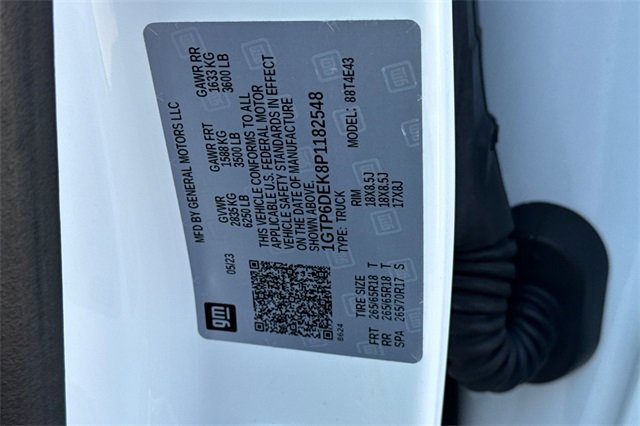 MFD BY GENERAL MOTORS LLC
05/23
GVWR GAWR FRT GAWR RR
2835 KG 1588 KG 1633 KG
6250 LB 3500 LB 3600 LB
THIS VEHICLE CONFORMS TO ALL
APPLICABLE U.S. FEDERAL MOTOR
VEHICLE SAFETY STANDARDS IN EFFECT
ON THE DATE OF MANUFACTURE
SHOWN ABOVE.
1GTP6DEK8P1182548
TYPE: TRUCK MODEL: 88T4E43
gm
8624
TIRE SIZE RIM
FRT 265/65R18 T 18X8.5J
RR 265/65R18 T 18X8.5J
SPA 265/70R17 S 17X8J